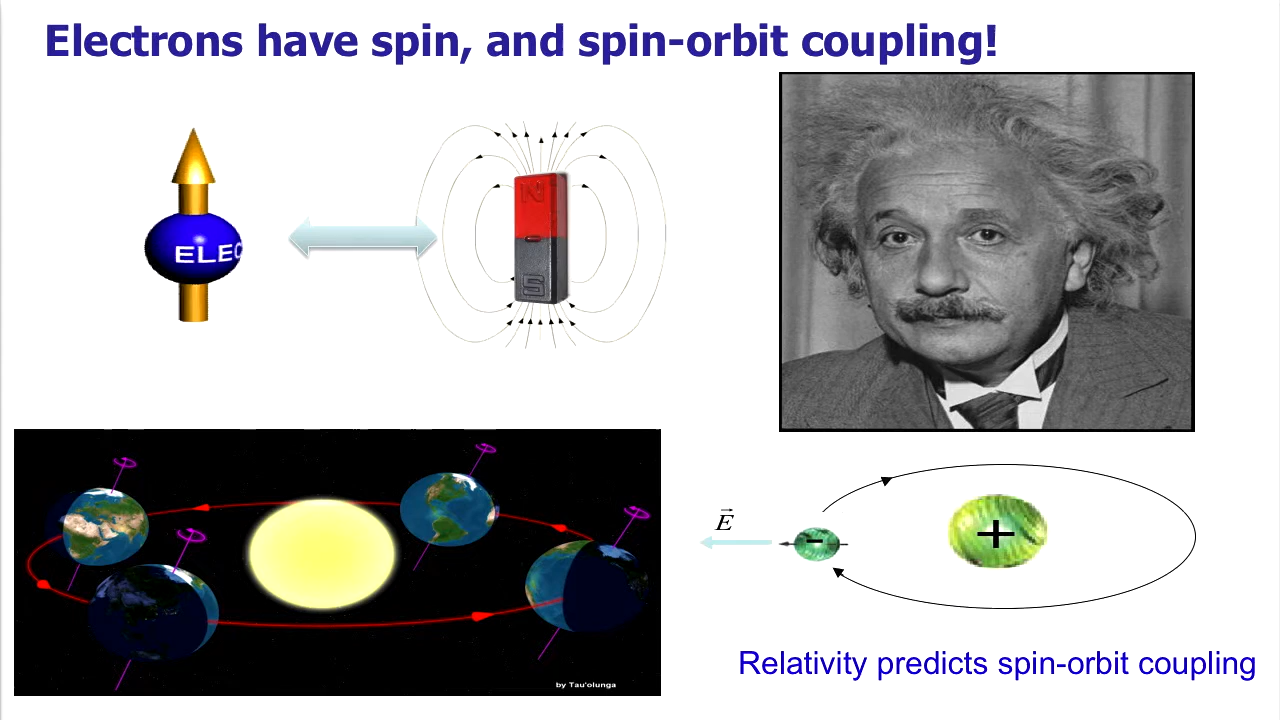 Electrons have spin, and spin-orbit coupling!
ELEC
N
S
E
-
+
by Tau'olunga
Relativity predicts spin-orbit coupling